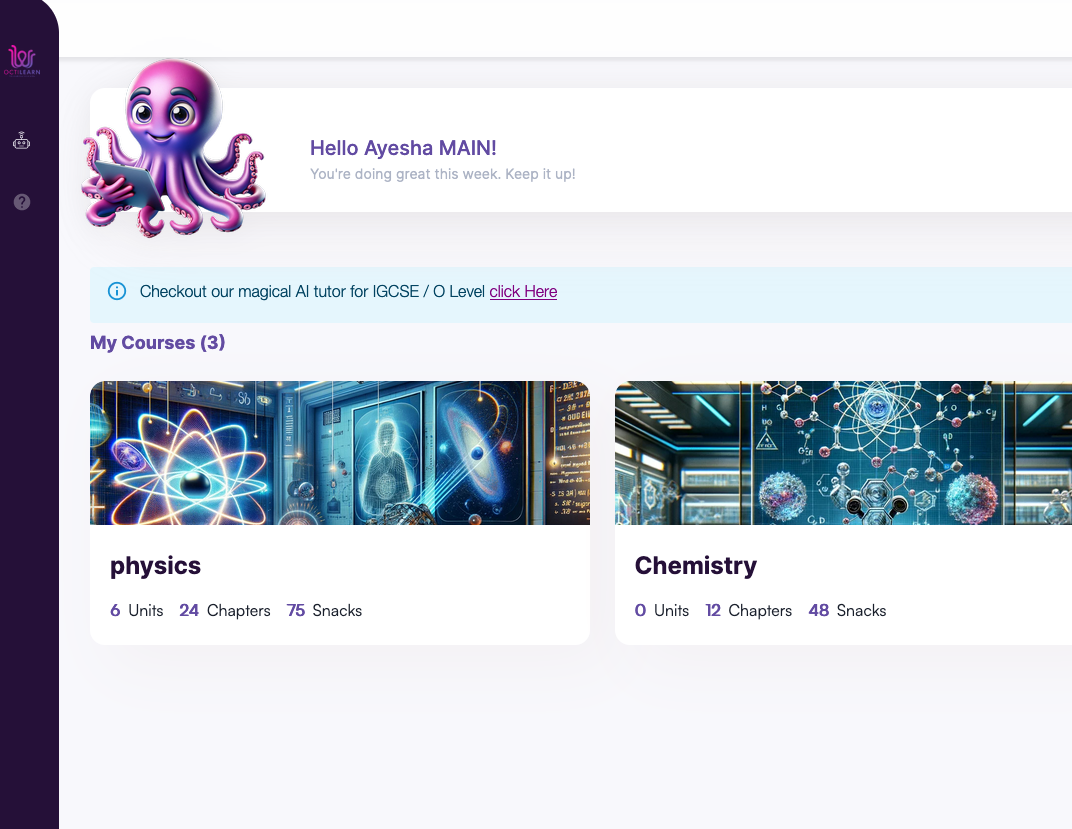 OCTILEARN
Hello Ayesha MAIN!
You're doing great this week. Keep it up!
Checkout our magical AI tutor for IGCSE / O Level click Here
My Courses (3)
physics
6 Units 24 Chapters 75 Snacks
Chemistry
0 Units 12 Chapters 48 Snacks